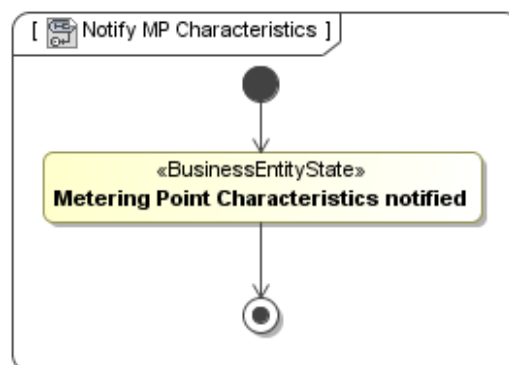 [ Notify MP Characteristics ]
«BusinessEntityState»
Metering Point Characteristics notified